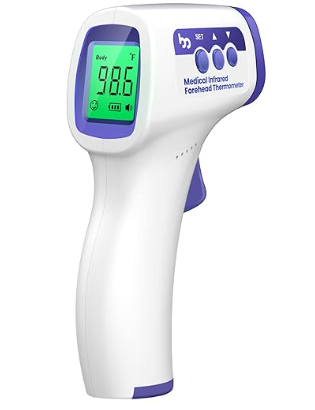 SET ▲ ▼
Medical Infrared
Forehead Thermometer
Body °F
98.6